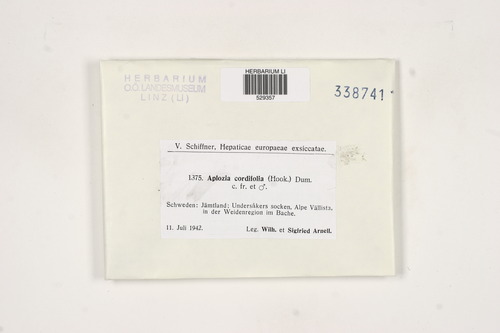 HERBARIUM
O.Ö. LANDESMUSEUM
LINZ (LI)
HERBARIUM LI
529357
338741
V. Schiffner, Hepaticae europaeae exsiccatae.
1375. Aplozia cordifolia (Hook.) Dum.
c. fr. et ♂.
Schweden: Jämtland: Undersåkers socken, Alpe Vällista,
in der Weidenregion im Bache.
11. Juli 1942. Leg. Wilh. et Sigfried Arnell.